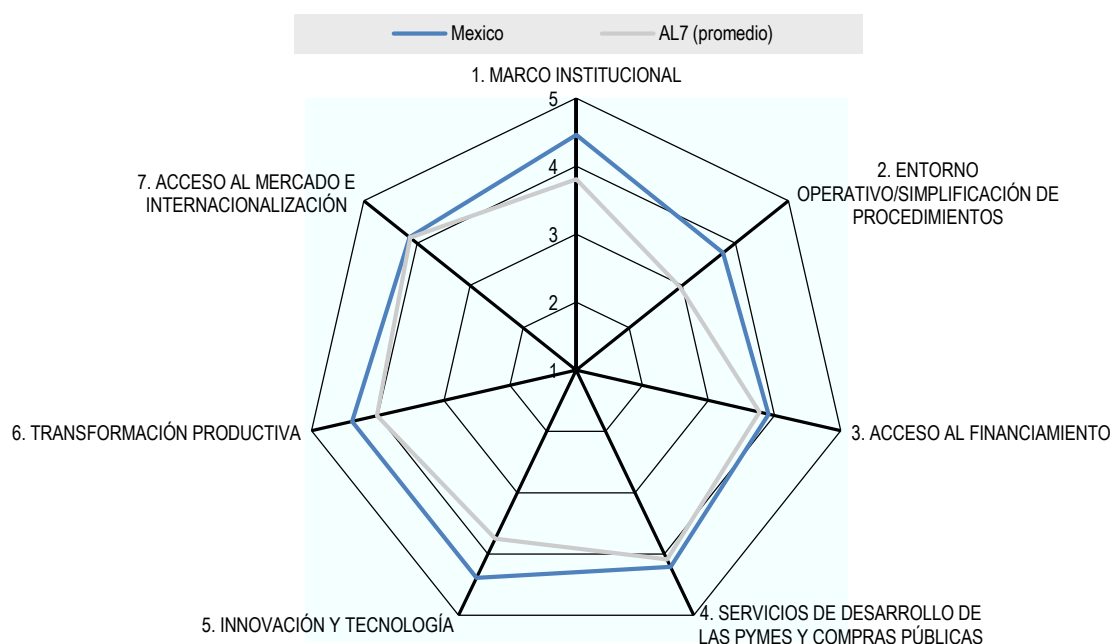 Mexico
AL7 (promedio)
1. MARCO INSTITUCIONAL
5
4
3
2
1
2. ENTORNO
OPERATIVO/SIMPLIFICACIÓN DE
PROCEDIMIENTOS
3. ACCESO AL FINANCIAMIENTO
4. SERVICIOS DE DESARROLLO DE
LAS PYMES Y COMPRAS PÚBLICAS
5. INNOVACIÓN Y TECNOLOGÍA
6. TRANSFORMACIÓN PRODUCTIVA
7. ACCESO AL MERCADO E
INTERNACIONALIZACIÓN